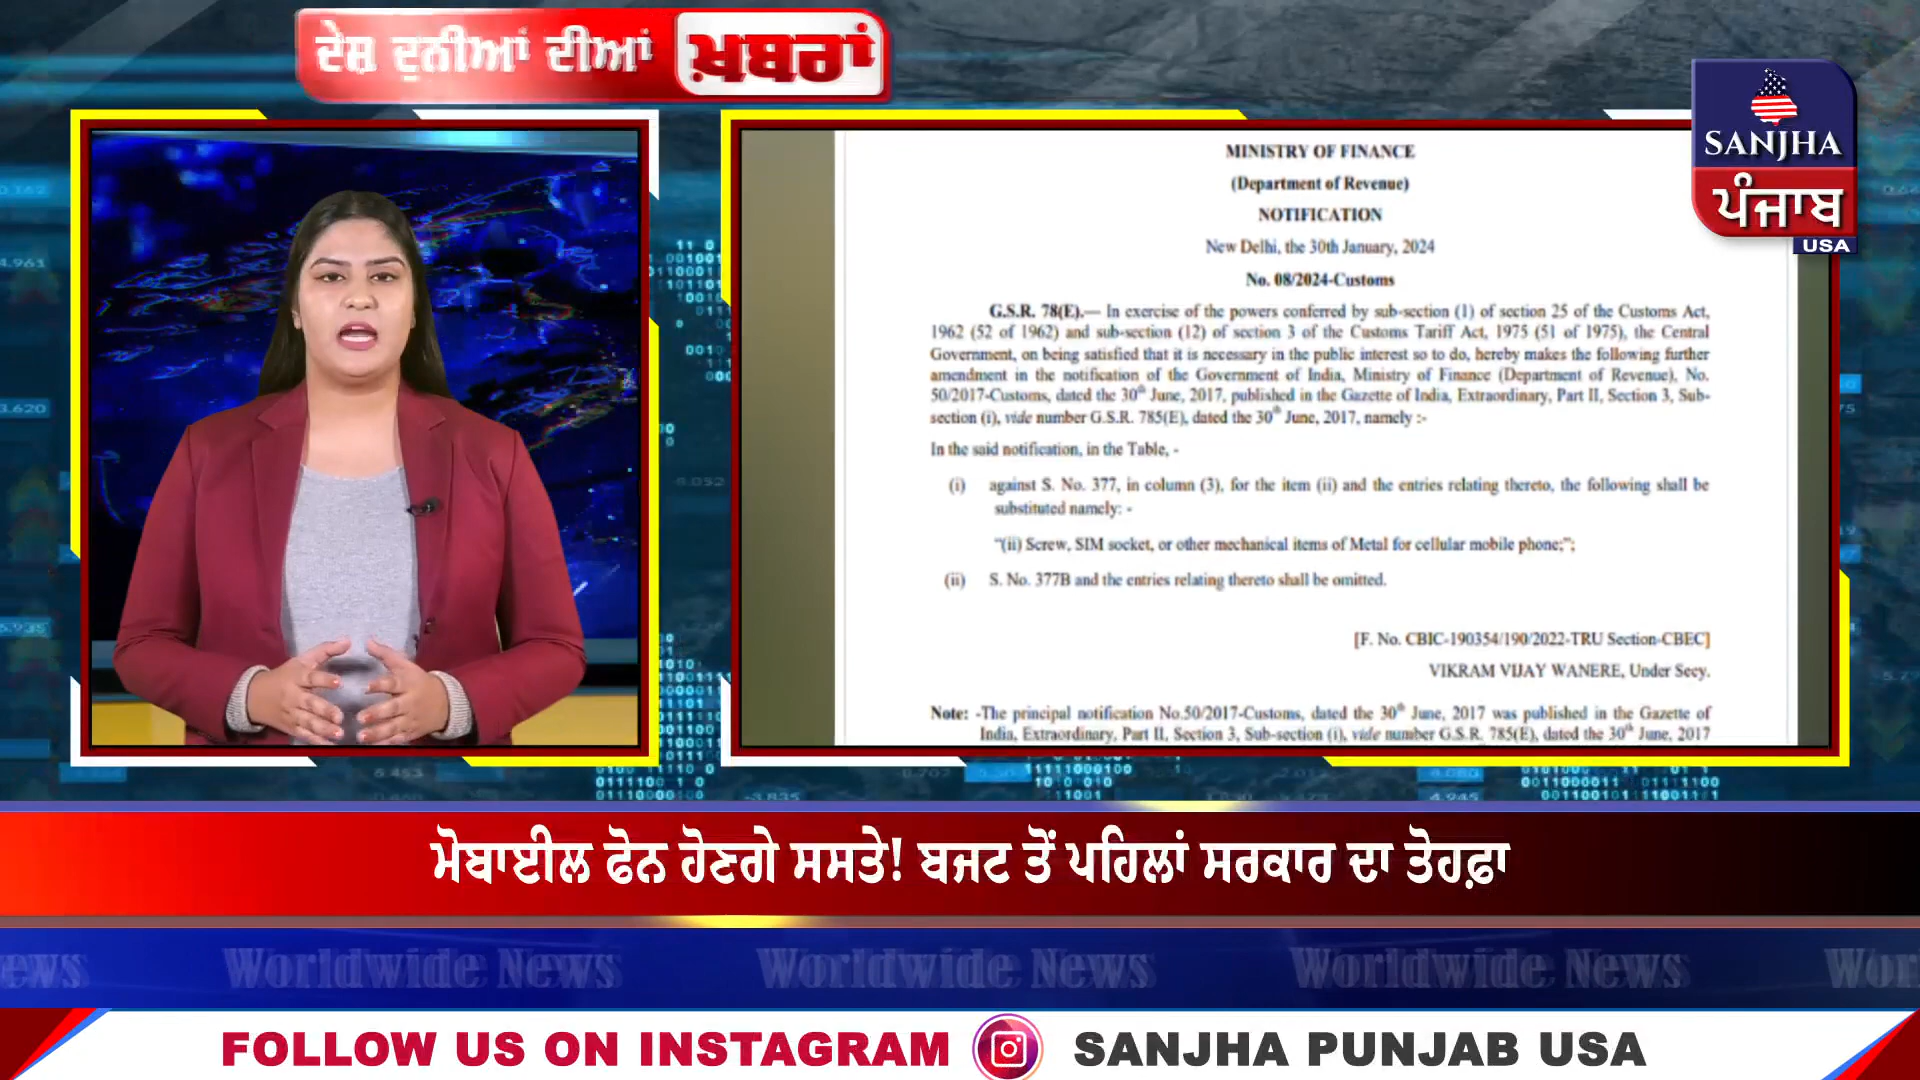 ਦੇਸ਼ ਦੁਨੀਆਂ ਦੀਆਂ ਖ਼ਬਰਾਂ
SANJHA
ਪੰਜਾਬ
USA
MINISTRY OF FINANCE
(Department of Revenue)
NOTIFICATION
New Delhi, the 30th January, 2024
No. 08/2024-Customs
G.S.R. 78(E).— In exercise of the powers conferred by sub-section (1) of section 25 of the Customs Act,
1962 (52 of 1962) and sub-section (12) of section 3 of the Customs Tariff Act, 1975 (51 of 1975), the Central
Government, on being satisfied that it is necessary in the public interest so to do, hereby makes the following further
amendment in the notification of the Government of India, Ministry of Finance (Department of Revenue), No.
50/2017-Customs, dated the 30th June, 2017, published in the Gazette of India, Extraordinary, Part II, Section 3, Sub-
section (i), vide number G.S.R. 785(E), dated the 30th June, 2017, namely :-
In the said notification, in the Table, -
(i) against S. No. 377, in column (3), for the item (ii) and the entries relating thereto, the following shall be
substituted namely: -
"(ii) Screw, SIM socket, or other mechanical items of Metal for cellular mobile phone;";
(ii) S. No. 377B and the entries relating thereto shall be omitted.
[F. No. CBIC-190354/190/2022-TRU Section-CBEC]
VIKRAM VIJAY WANERE, Under Secy.
Note: -The principal notification No.50/2017-Customs, dated the 30th June, 2017 was published in the Gazette of
India, Extraordinary, Part II, Section 3, Sub-section (i), vide number G.S.R. 785(E), dated the 30th June, 2017
ਮੋਬਾਈਲ ਫੋਨ ਹੋਣਗੇ ਸਸਤੇ! ਬਜਟ ਤੋਂ ਪਹਿਲਾਂ ਸਰਕਾਰ ਦਾ ਤੋਹਫ਼ਾ
ews Worldwide News Worldwide News Worldwide News Wor
FOLLOW US ON INSTAGRAM SANJHA PUNJAB USA